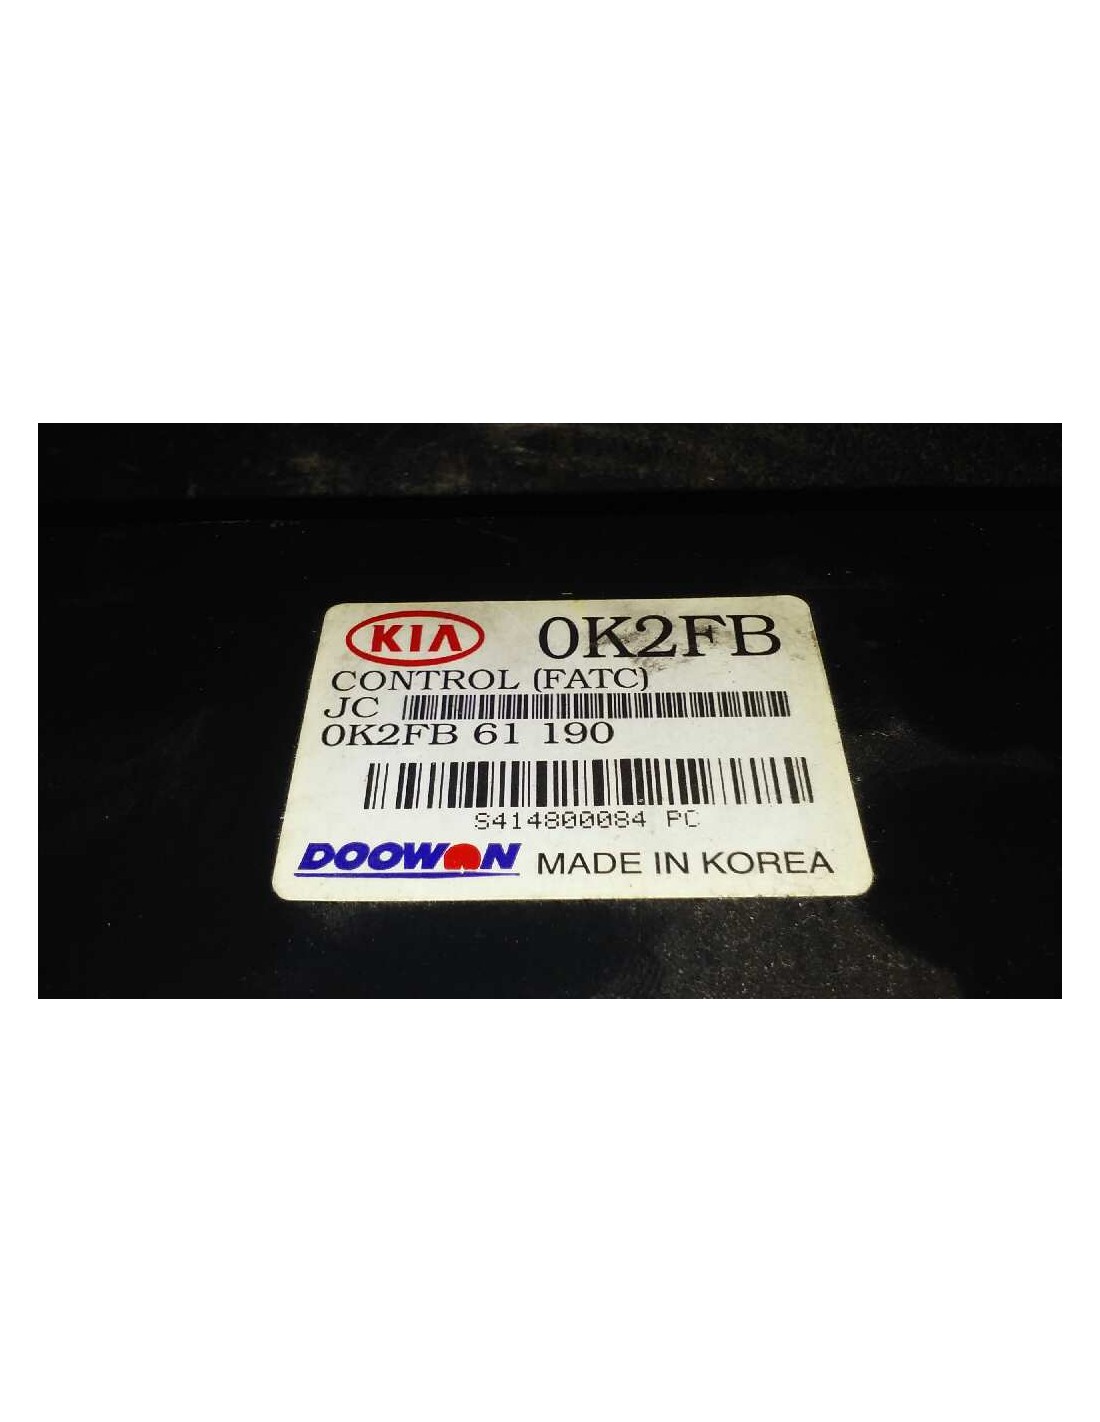 KIA 0K2FB
CONTROL (FATC)
JC
0K2FB 61 190
S414800084 PC
DOOWON MADE IN KOREA